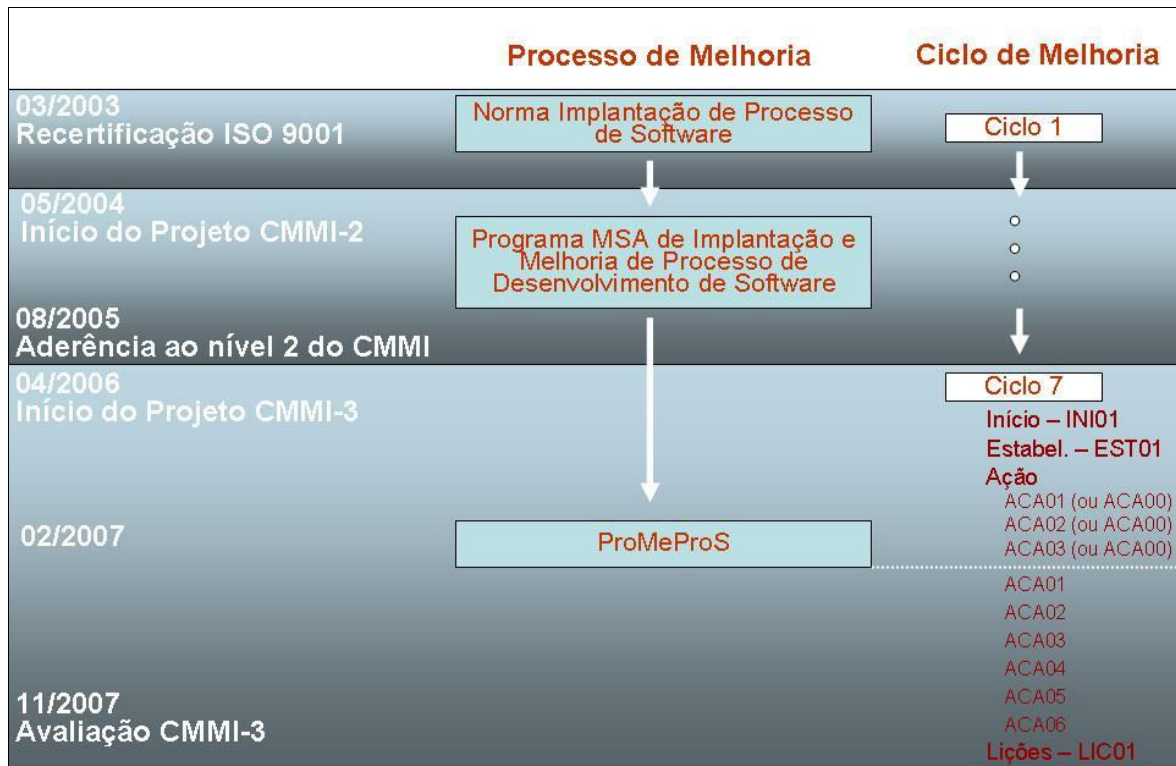 Processo de Melhoria
Ciclo de Melhoria
03/2003
Recertificação ISO 9001
Norma Implantação de Processo
de Software
Ciclo 1
05/2004
Início do Projeto CMMI-2
Programa MSA de Implantação e
Melhoria de Processo de
Desenvolvimento de Software
08/2005
Aderência ao nível 2 do CMMI
04/2006
Início do Projeto CMMI-3
Ciclo 7
Início – INI01
Estabel. – EST01
Ação
ACA01 (ou ACA00)
ACA02 (ou ACA00)
ACA03 (ou ACA00)
02/2007
ProMeProS
ACA01
ACA02
ACA03
ACA04
ACA05
ACA06
11/2007
Avaliação CMMI-3
Lições – LIC01